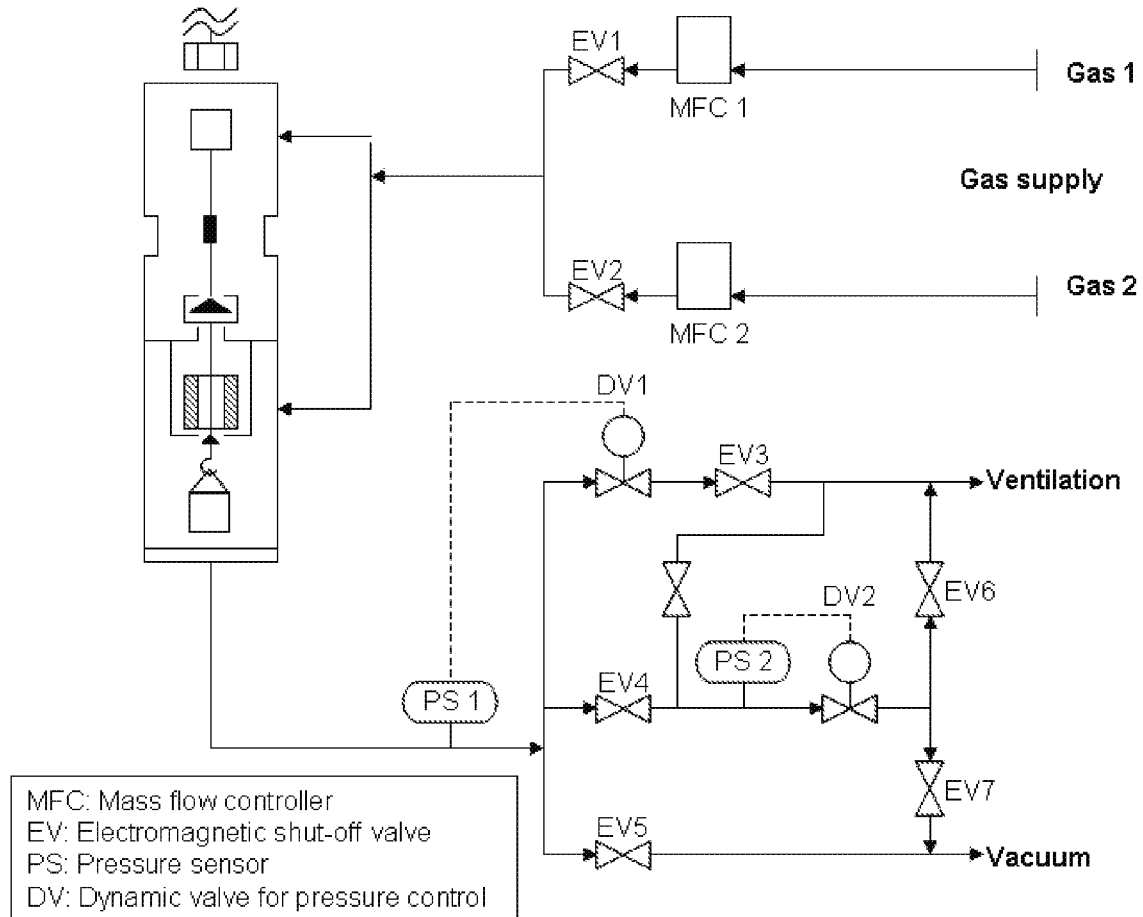 EV1
Gas 1
MFC 1
Gas supply
EV2
Gas 2
MFC 2
DV1
EV3
Ventilation
DV2
EV6
PS 2
EV4
PS 1
EV7
EV5
Vacuum
MFC: Mass flow controller
EV: Electromagnetic shut-off valve
PS: Pressure sensor
DV: Dynamic valve for pressure control